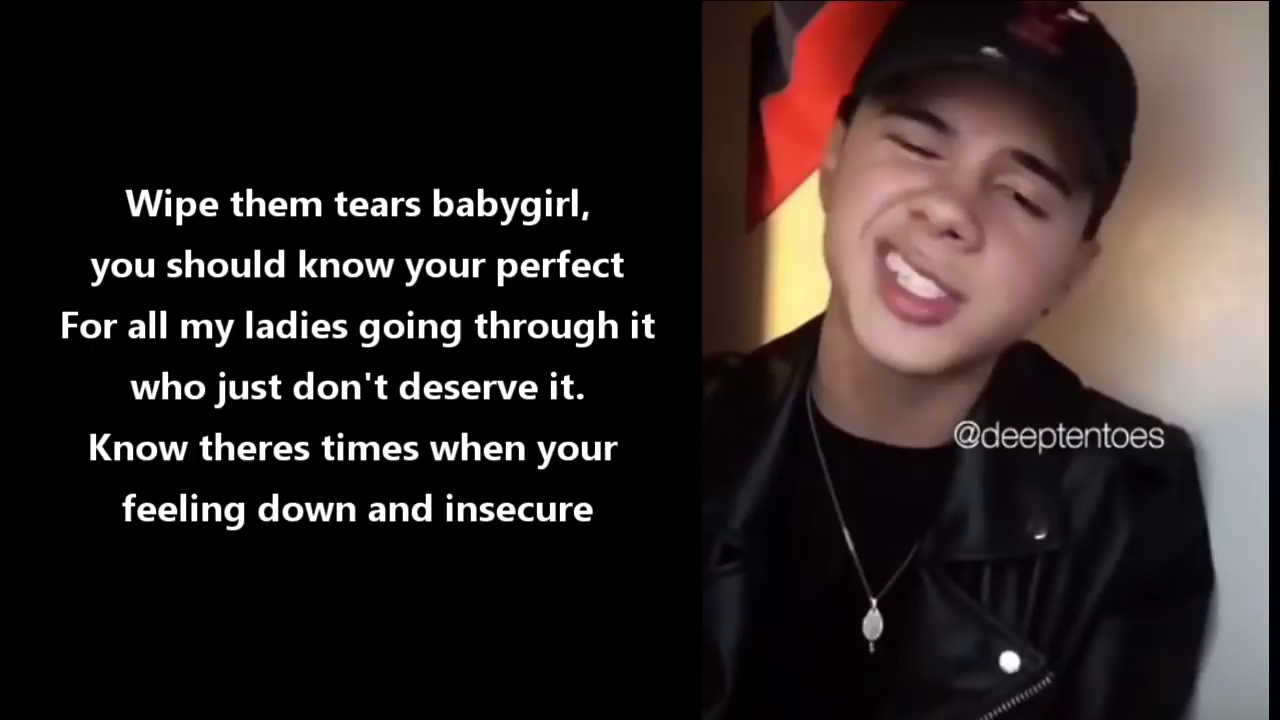 Wipe them tears babygirl,
you should know your perfect
For all my ladies going through it
who just don't deserve it.
Know theres times when your
feeling down and insecure
@deeptentoes